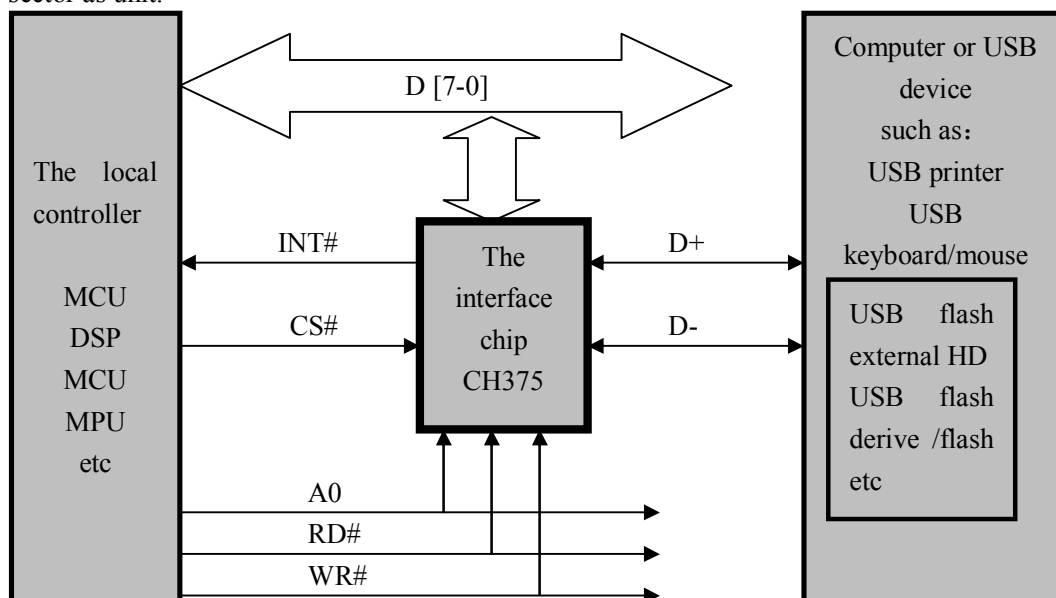 sector as unit.
D [7-0]
The local
controller
MCU
DSP
MCU
MPU
etc
INT#
CS#
The
interface
chip
CH375
D+
D-
A0
RD#
WR#
Computer or USB
device
such as：
USB printer
USB
keyboard/mouse
USB flash
external HD
USB flash
derive /flash
etc